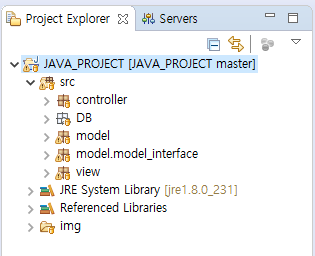 Project Explorer Servers
JAVA_PROJECT [JAVA_PROJECT master]
src
controller
DB
model
model.model_interface
view
JRE System Library [jre1.8.0_231]
Referenced Libraries
img